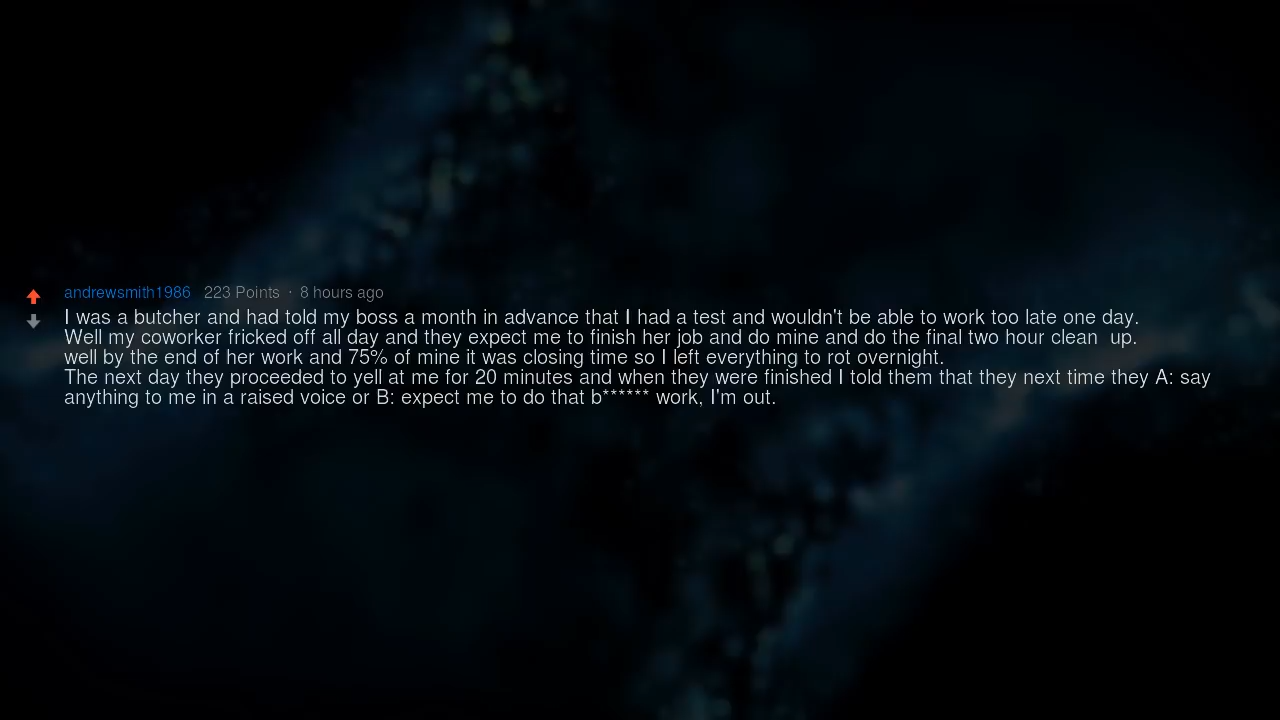 andrewsmith1986 223 Points · 8 hours ago
I was a butcher and had told my boss a month in advance that I had a test and wouldn't be able to work too late one day.
Well my coworker fricked off all day and they expect me to finish her job and do mine and do the final two hour clean  up.
well by the end of her work and 75% of mine it was closing time so I left everything to rot overnight.
The next day they proceeded to yell at me for 20 minutes and when they were finished I told them that they next time they A: say
anything to me in a raised voice or B: expect me to do that b****** work, I'm out.